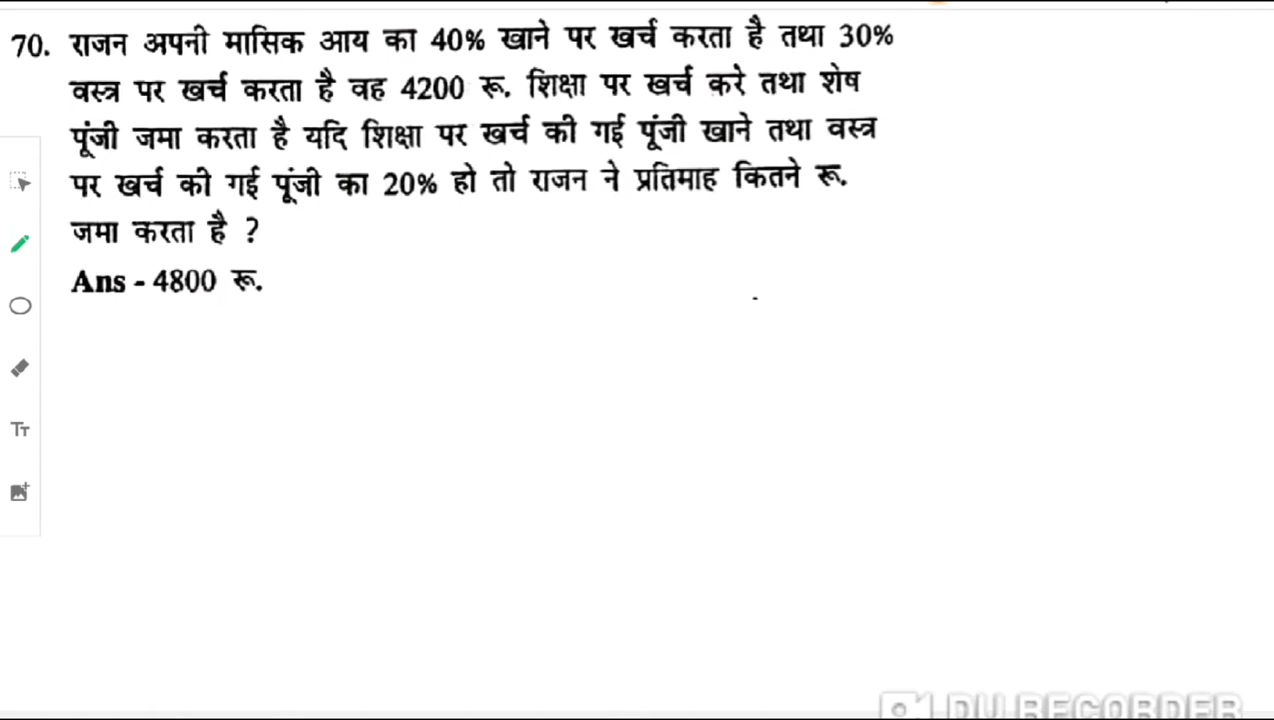 70. राजन अपनी मासिक आय का 40% खाने पर खर्च करता है तथा 30%
वस्त्र पर खर्च करता है वह 4200 रू. शिक्षा पर खर्च करे तथा शेष
पूंजी जमा करता है यदि शिक्षा पर खर्च की गई पूंजी खाने तथा वस्त्र
पर खर्च की गई पूंजी का 20% हो तो राजन ने प्रतिमाह कितने रू.
जमा करता है ?
Ans - 4800 रू.
TT
DU RECORDER